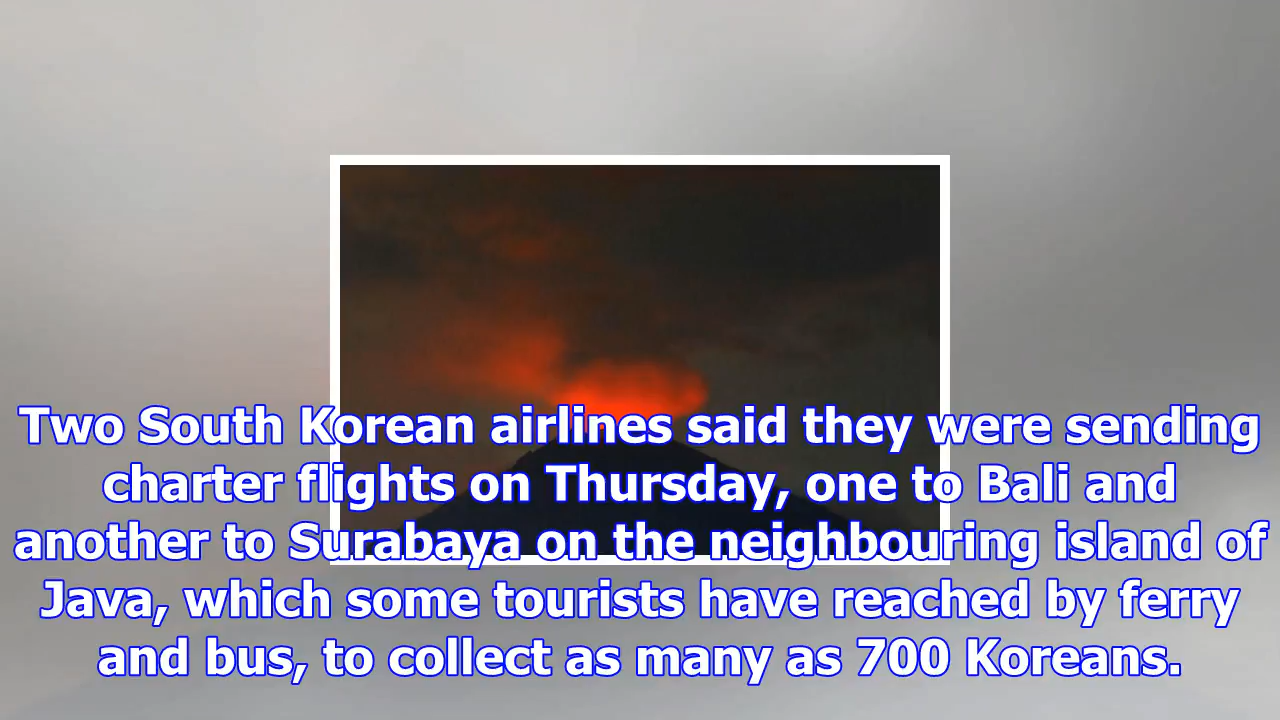 Two South Korean airlines said they were sending
charter flights on Thursday, one to Bali and
another to Surabaya on the neighbouring island of
Java, which some tourists have reached by ferry
and bus, to collect as many as 700 Koreans.